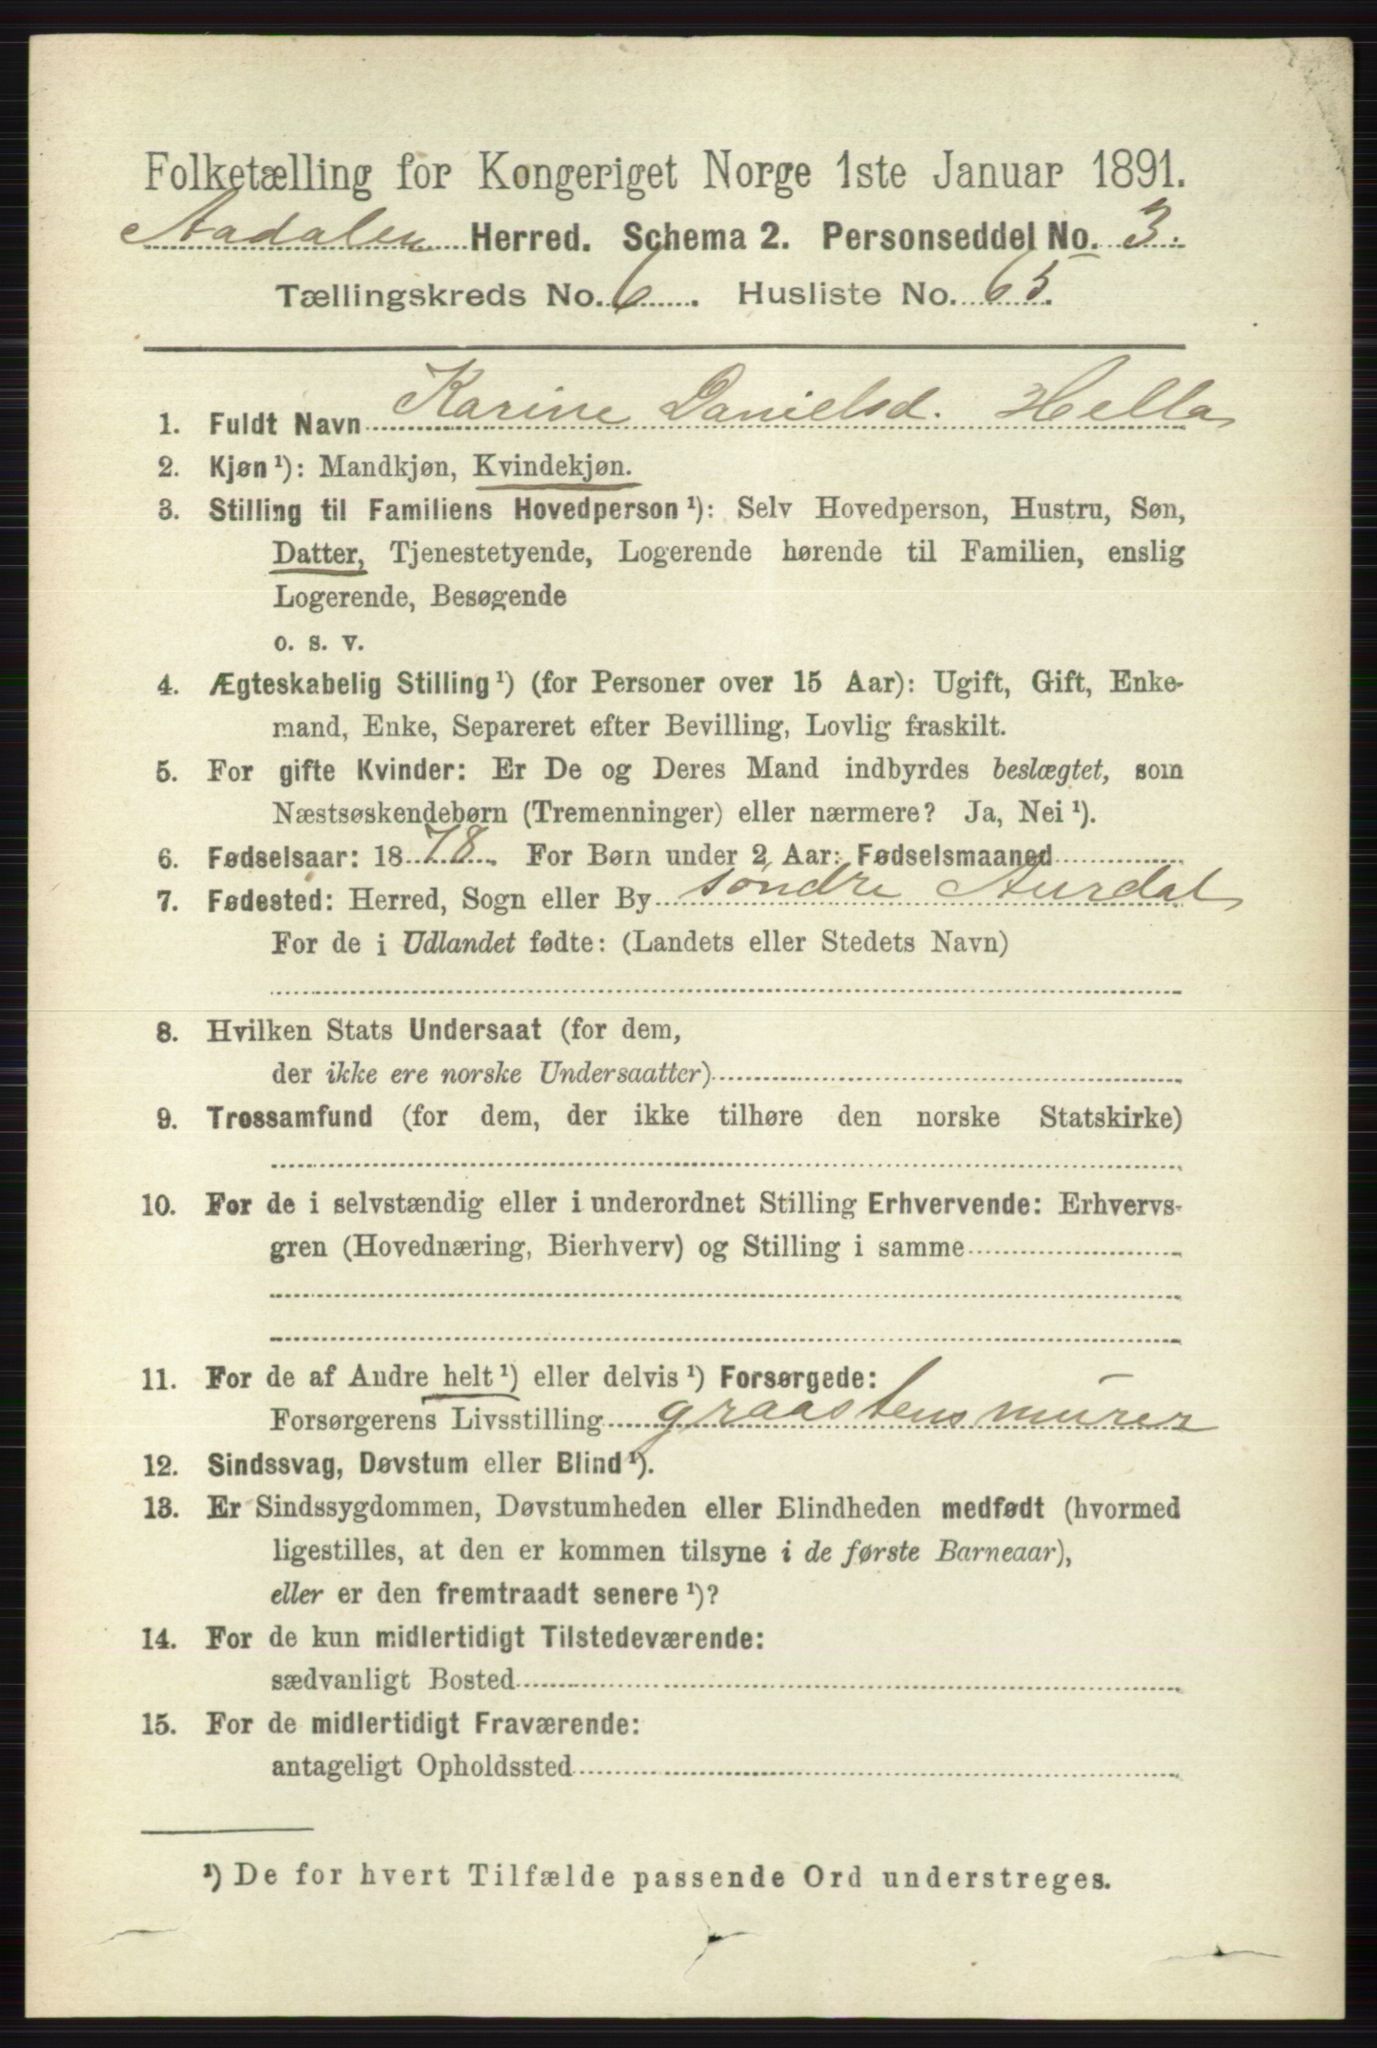 Folketælling for Kongeriget Norge 1ste Januar 1891.
Aadalen Herred. Schema 2. Personseddel No. 3.
Tællingskreds No. 6. Husliste No. 65.
1. Fuldt Navn Karine Danielsd. Hella
2. Kjøn ¹): Mandkjøn, Kvindekjøn.
3. Stilling til Familiens Hovedperson ¹): Selv Hovedperson, Hustru, Søn,
Datter, Tjenestetyende, Logerende hørende til Familien, enslig
Logerende, Besøgende
o. s. v.
4. Ægteskabelig Stilling ¹) (for Personer over 15 Aar): Ugift, Gift, Enke-
mand, Enke, Separeret efter Bevilling, Lovlig fraskilt.
5. For gifte Kvinder: Er De og Deres Mand indbyrdes beslægtet, som
Næstsøskendebørn (Tremenninger) eller nærmere? Ja, Nei ¹).
6. Fødselsaar: 1878. For Børn under 2 Aar: Fødselsmaaned
7. Fødested: Herred, Sogn eller By søndre Aurdal
For de i Udlandet fødte: (Landets eller Stedets Navn)
8. Hvilken Stats Undersaat (for dem,
der ikke ere norske Undersaatter)
9. Trossamfund (for dem, der ikke tilhøre den norske Statskirke)
10. For de i selvstændig eller i underordnet Stilling Erhvervende: Erhvervs-
gren (Hovednæring, Bierhverv) og Stilling i samme
11. For de af Andre helt ¹) eller delvis ¹) Forsørgede:
Forsørgerens Livsstilling graastensmurer
12. Sindssvag, Døvstum eller Blind ¹).
13. Er Sindssygdommen, Døvstumheden eller Blindheden medfødt (hvormed
ligestilles, at den er kommen tilsyne i de første Barneaar),
eller er den fremtraadt senere ¹)?
14. For de kun midlertidigt Tilstedeværende:
sædvanligt Bosted
15. For de midlertidigt Fraværende:
antageligt Opholdssted
¹) De for hvert Tilfælde passende Ord understreges.